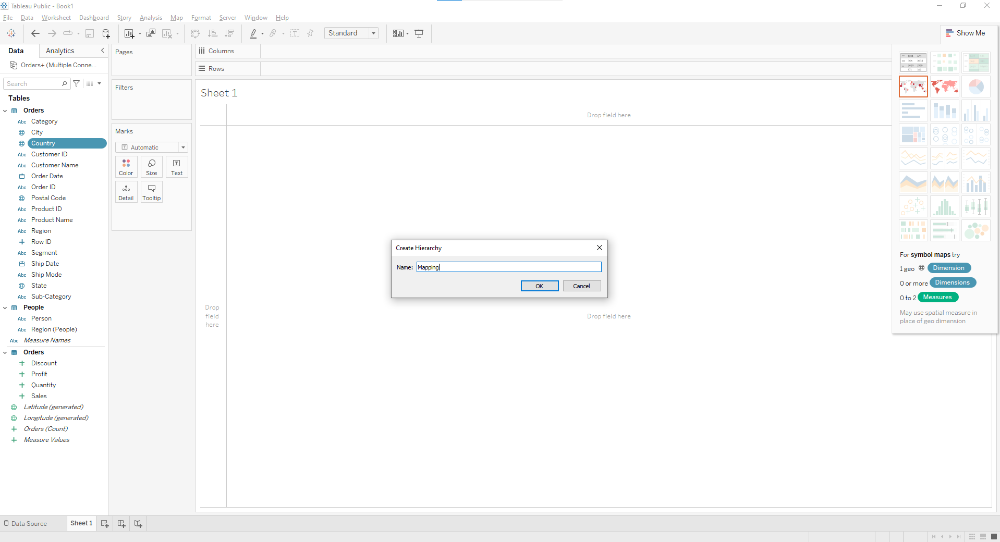 Tableau Public - Book1
File Data Worksheet Dashboard Story Analysis Map Format Server Window Help
Standard
Show Me
Data Analytics
Orders+ (Multiple Conne...
Search
Tables
Orders
Abc Category
City
Country
Abc Customer ID
Abc Customer Name
Order Date
Abc Order ID
Postal Code
Abc Product ID
Abc Product Name
Abc Region
Row ID
Abc Segment
Ship Date
Abc Ship Mode
State
Abc Sub-Category
People
Abc Person
Abc Region (People)
Abc Measure Names
Orders
Discount
Profit
Quantity
Sales
Latitude (generated)
Longitude (generated)
Orders (Count)
Measure Values
Pages
Filters
Marks
Automatic
Color Size Text
Detail Tooltip
Columns
Rows
Sheet 1
Drop field here
Drop
field
here
Drop field here
Create Hierarchy
Name: Mapping
OK Cancel
For symbol maps try
1 geo Dimension
0 or more Dimensions
0 to 2 Measures
May use spatial measure in
place of geo dimension
Data Source Sheet 1